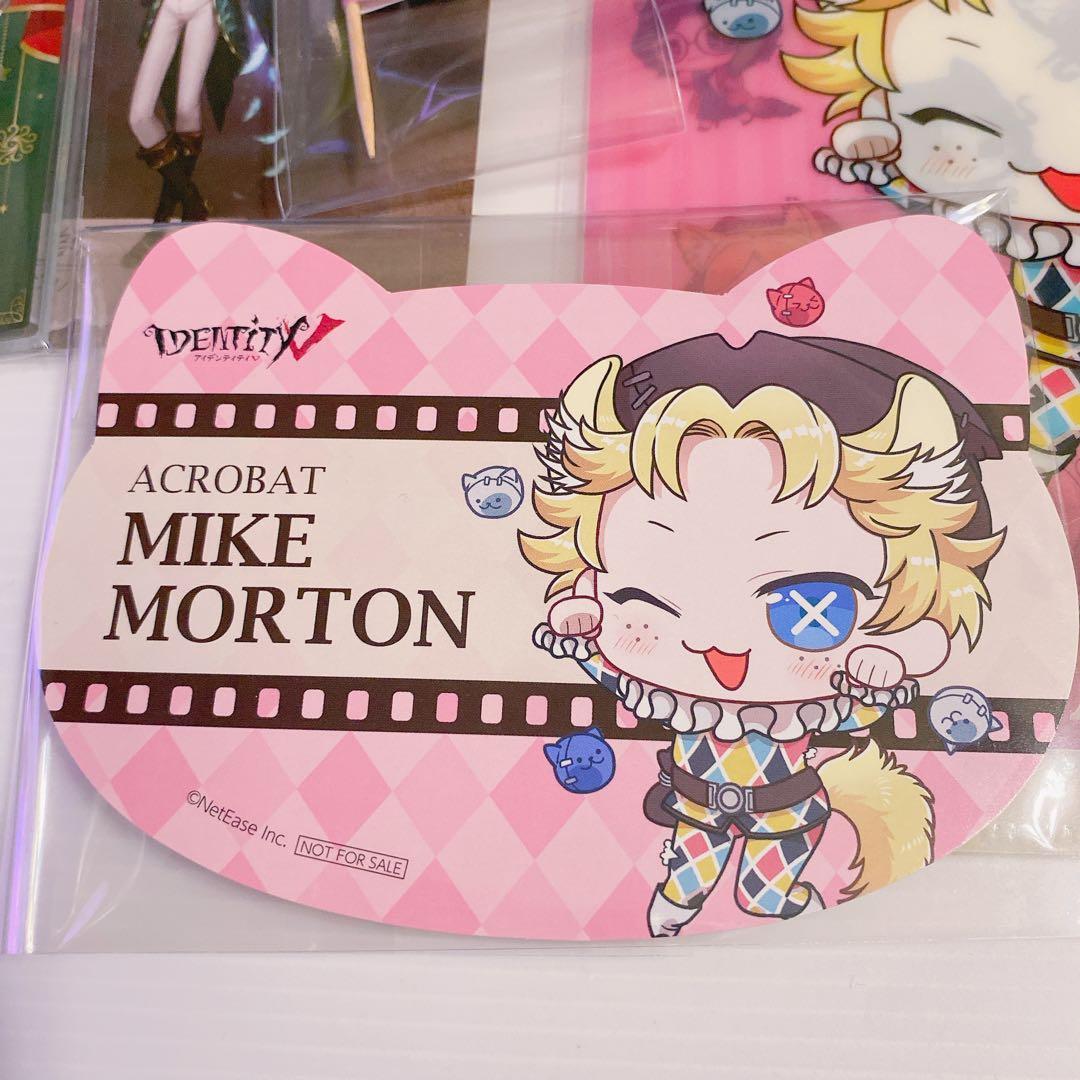 IDENTITY V
アイデンティティV
ACROBAT
MIKE
MORTON
©NetEase Inc. NOT FOR SALE